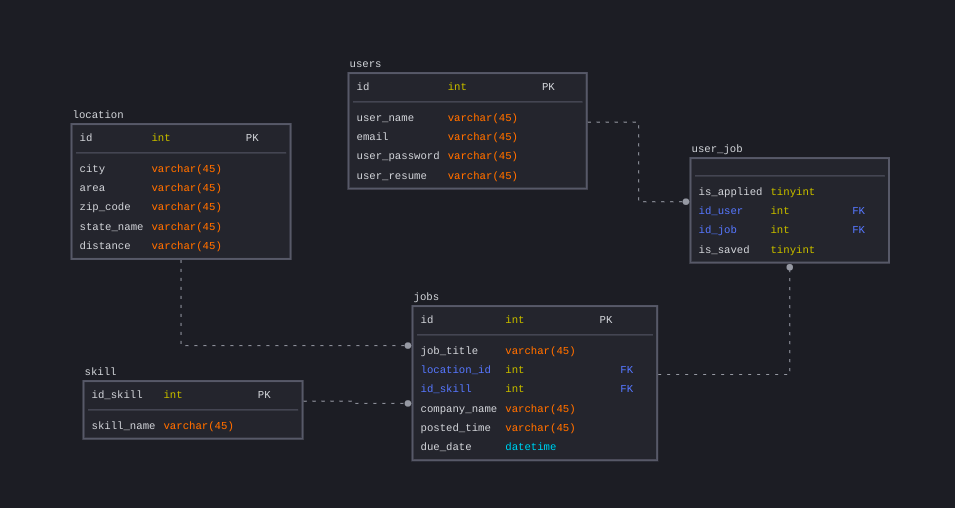 users
id int PK
user_name varchar(45)
email varchar(45)
user_password varchar(45)
user_resume varchar(45)
location
id int PK
city varchar(45)
area varchar(45)
zip_code varchar(45)
state_name varchar(45)
distance varchar(45)
user_job
is_applied tinyint
id_user int FK
id_job int FK
is_saved tinyint
jobs
id int PK
job_title varchar(45)
location_id int FK
id_skill int FK
company_name varchar(45)
posted_time varchar(45)
due_date datetime
skill
id_skill int PK
skill_name varchar(45)